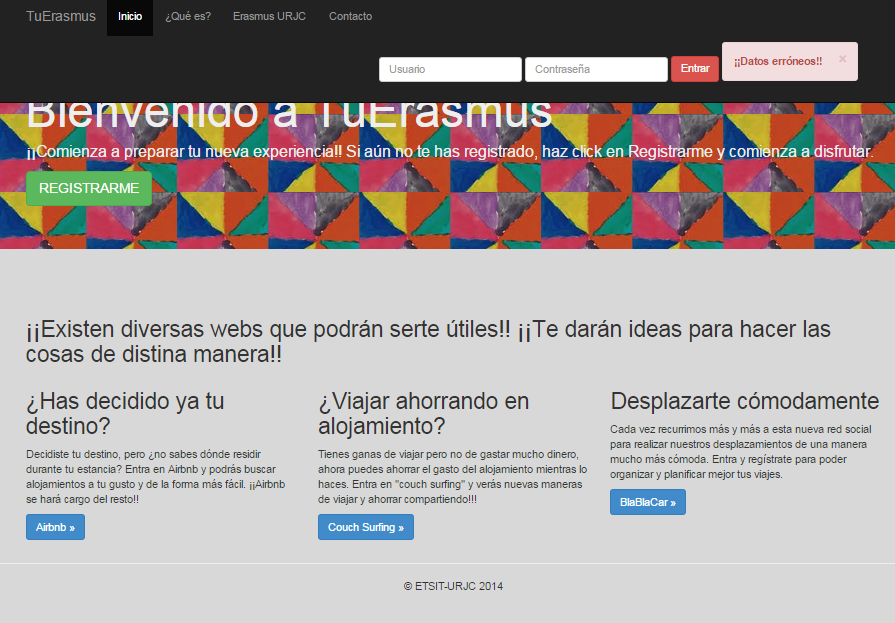 TuErasmus Inicio ¿Qué es? Erasmus URJC Contacto
Usuario Contraseña Entrar ¡¡Datos erróneos!! ×
Bienvenido a TuErasmus
¡¡Comienza a preparar tu nueva experiencia!! Si aún no te has registrado, haz click en Registrarme y comienza a disfrutar.
REGISTRARME
¡¡Existen diversas webs que podrán serte útiles!! ¡¡Te darán ideas para hacer las
cosas de distina manera!!
¿Has decidido ya tu
destino?
Decidiste tu destino, pero ¿no sabes dónde residir
durante tu estancia? Entra en Airbnb y podrás buscar
alojamientos a tu gusto y de la forma más fácil. ¡¡Airbnb
se hará cargo del resto!!
Airbnb »
¿Viajar ahorrando en
alojamiento?
Tienes ganas de viajar pero no de gastar mucho dinero,
ahora puedes ahorrar el gasto del alojamiento mientras lo
haces. Entra en "couch surfing" y verás nuevas maneras
de viajar y ahorrar compartiendo!!!
Couch Surfing »
Desplazarte cómodamente
Cada vez recurrimos más y más a esta nueva red social
para realizar nuestros desplazamientos de una manera
mucho más cómoda. Entra y regístrate para poder
organizar y planificar mejor tus viajes.
BlaBlaCar »
© ETSIT-URJC 2014